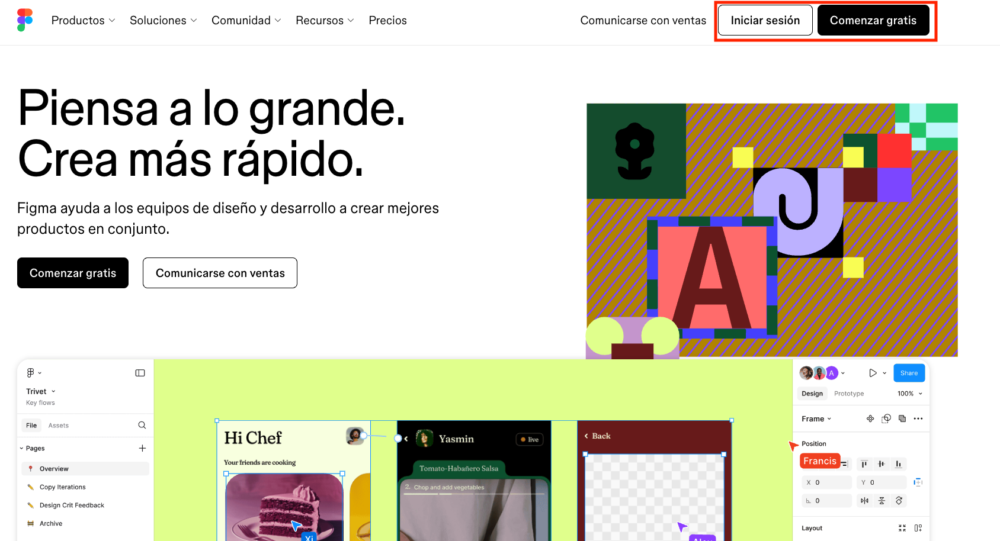 Productos Soluciones Comunidad Recursos Precios Comunicarse con ventas Iniciar sesión Comenzar gratis
Piensa a lo grande.
Crea más rápido.
Figma ayuda a los equipos de diseño y desarrollo a crear mejores
productos en conjunto.
Comenzar gratis Comunicarse con ventas
A
Trivet
Key flows
File Assets
Pages
Overview
Copy Iterations
Design Crit Feedback
Archive
Hi Chef
Your friends are cooking
Xi
Yasmin live
Tomato-Habañero Salsa
2. Chop and add vegetables
Back
A Share
Design Prototype 100%
Frame
Position
Francis
X 0 Y 0
0
Layout